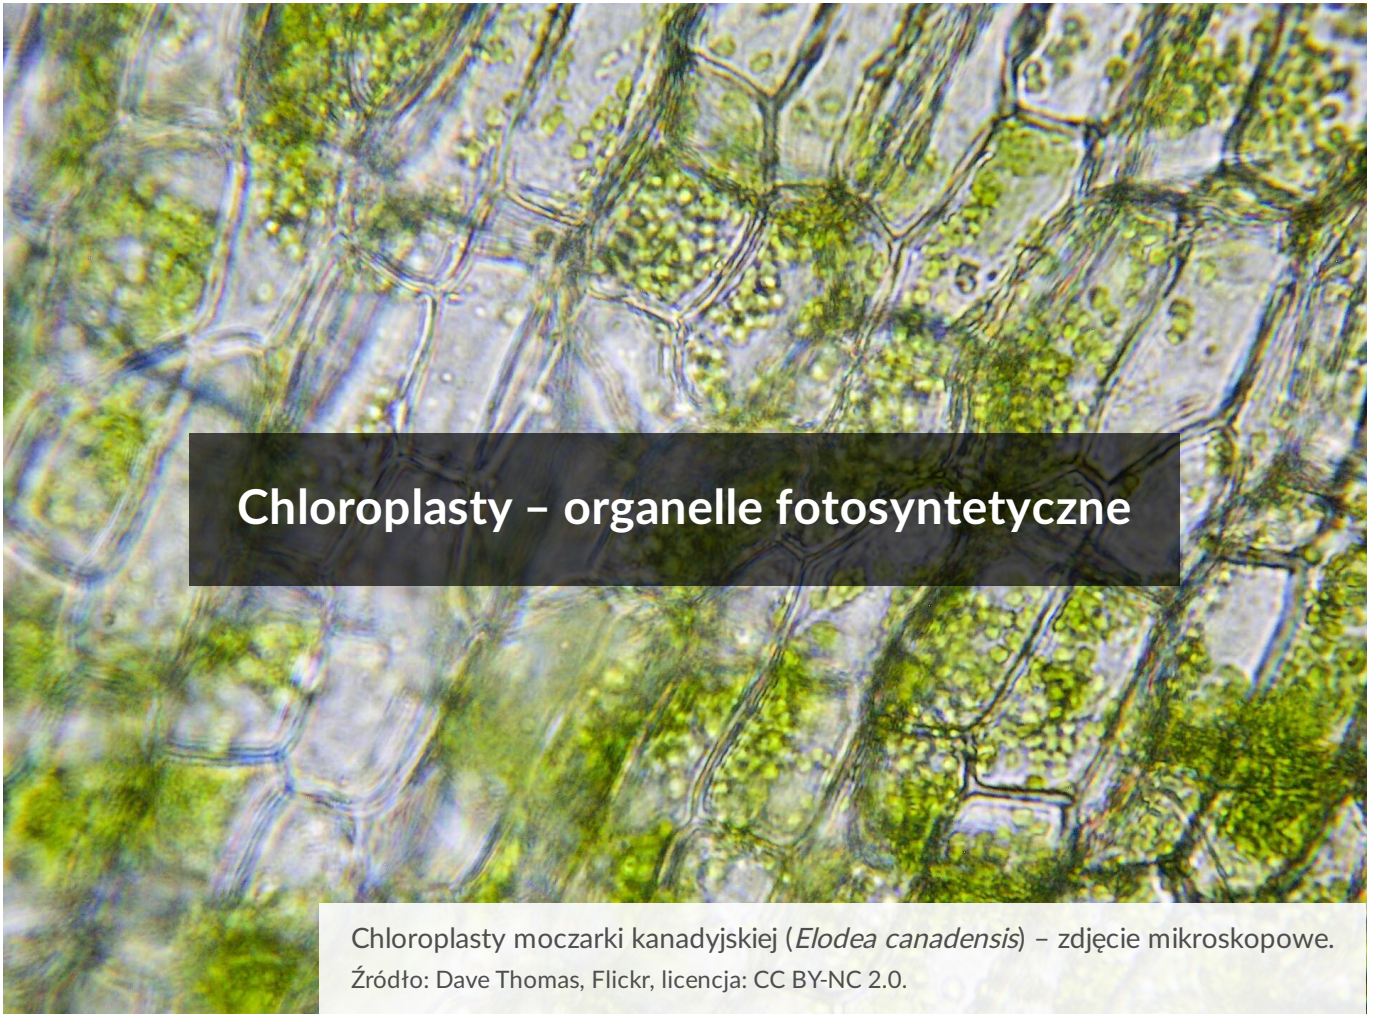 Chloroplasty – organelle fotosyntetyczne
Chloroplasty moczarki kanadyjskiej (Elodea canadensis) – zdjęcie mikroskopowe.
Źródło: Dave Thomas, Flickr, licencja: CC BY-NC 2.0.